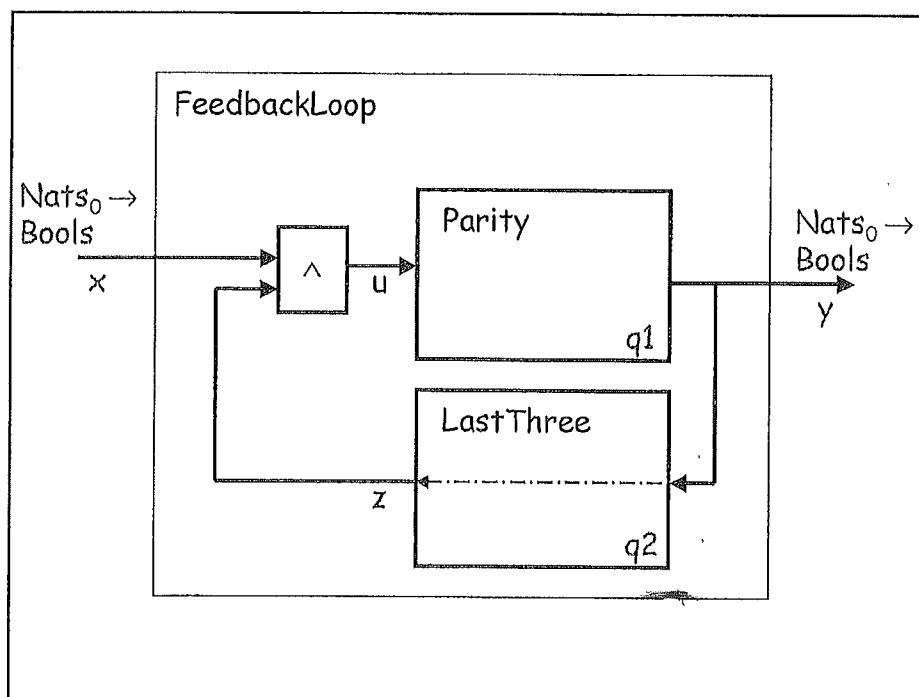 FeedbackLoop
Nats₀ →
Bools
x
∧
u
Parity
q1
Nats₀ →
Bools
y
LastThree
z
q2